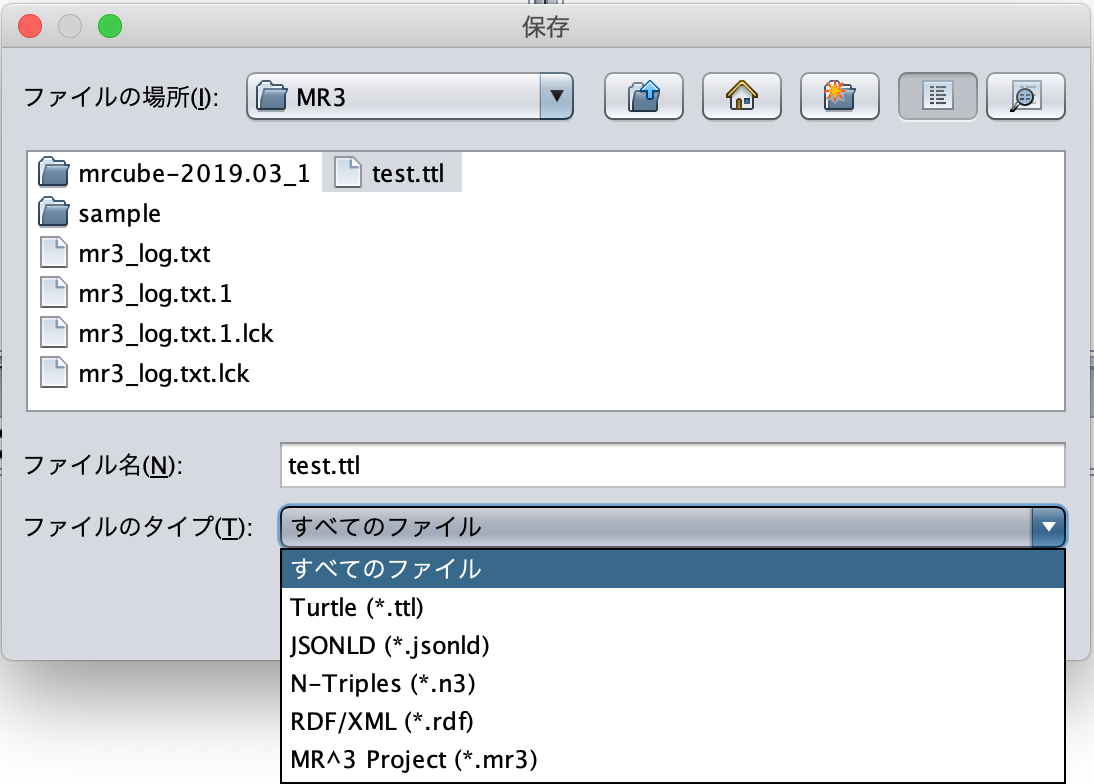 保存
ファイルの場所(I): MR3
mrcube-2019.03_1 test.ttl
sample
mr3_log.txt
mr3_log.txt.1
mr3_log.txt.1.lck
mr3_log.txt.lck
ファイル名(N): test.ttl
ファイルのタイプ(T): すべてのファイル
すべてのファイル
Turtle (*.ttl)
JSONLD (*.jsonld)
N-Triples (*.n3)
RDF/XML (*.rdf)
MR^3 Project (*.mr3)